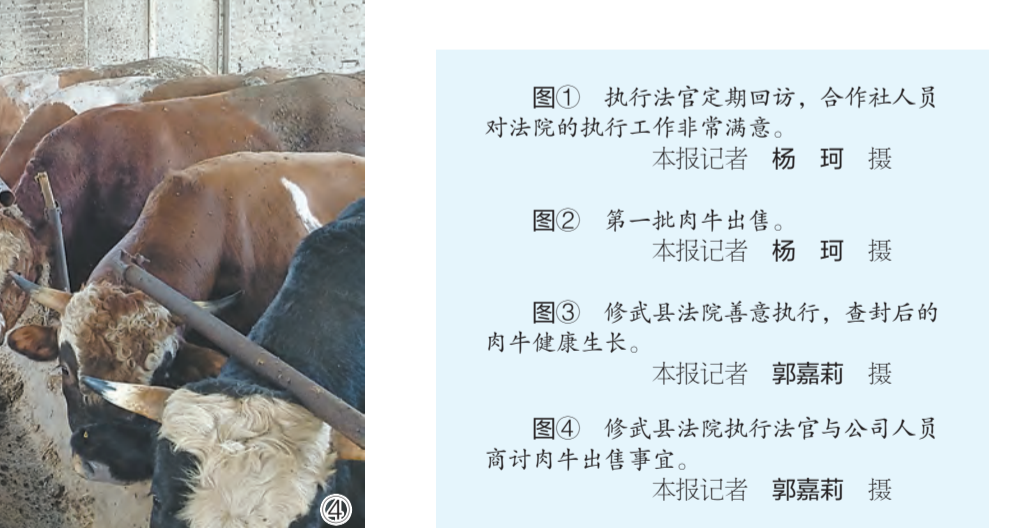 ④
图① 执行法官定期回访，合作社人员
对法院的执行工作非常满意。
本报记者 杨 珂 摄
图② 第一批肉牛出售。
本报记者 杨 珂 摄
图③ 修武县法院善意执行，查封后的
肉牛健康生长。
本报记者 郭嘉莉 摄
图④ 修武县法院执行法官与公司人员
商讨肉牛出售事宜。
本报记者 郭嘉莉 摄